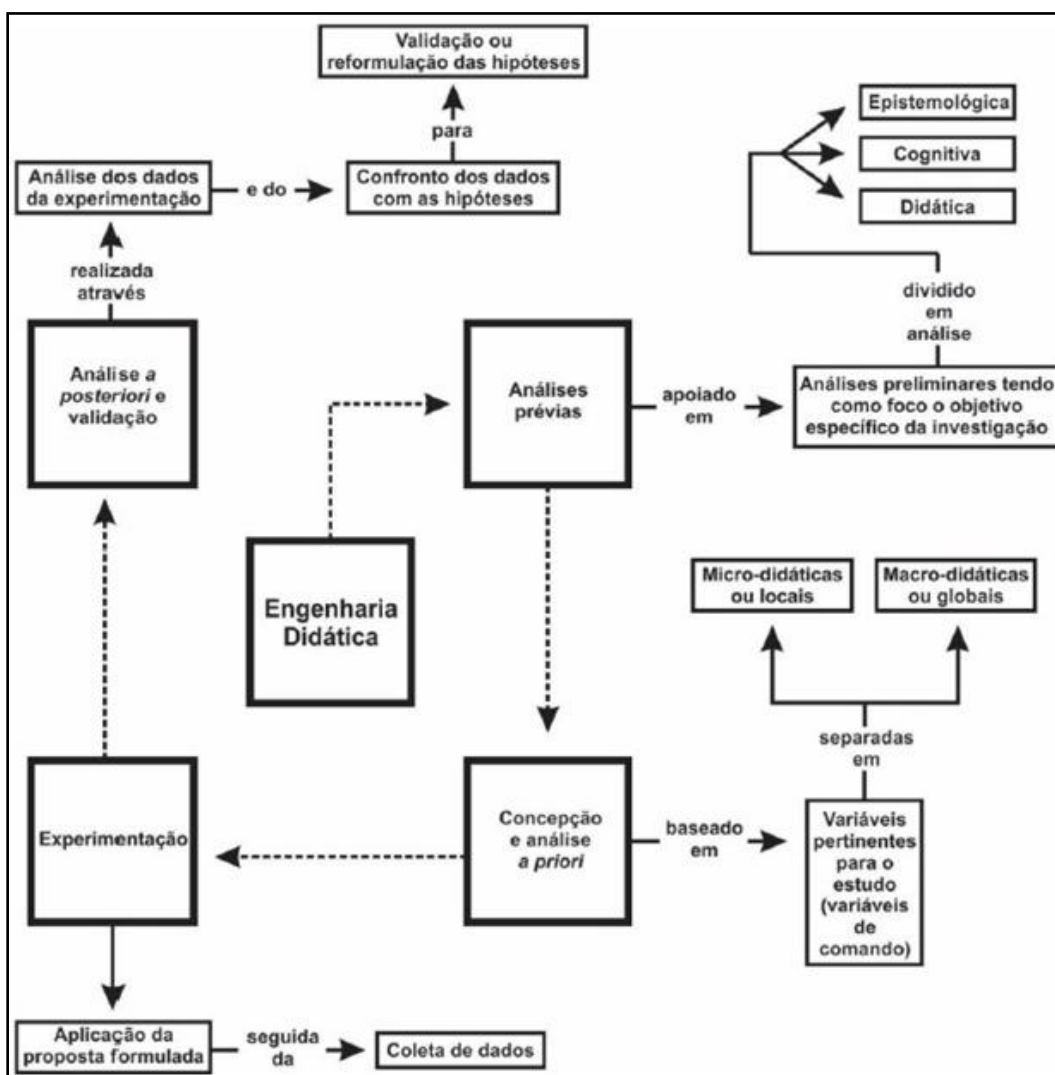 Validação ou
reformulação das hipóteses
para
Análise dos dados
da experimentação
e do
Confronto dos dados
com as hipóteses
Epistemológica
Cognitiva
Didática
realizada
através
dividido
em
análise
Análise a
posteriori e
validação
Análises
prévias
apoiado
em
Análises preliminares tendo
como foco o objetivo
específico da investigação
Engenharia
Didática
Micro-didáticas
ou locais
Macro-didáticas
ou globais
separadas
em
Experimentação
Concepção
e análise
a priori
baseado
em
Variáveis
pertinentes
para o
estudo
(variáveis
de
comando)
Aplicação da
proposta formulada
seguida
da
Coleta de dados